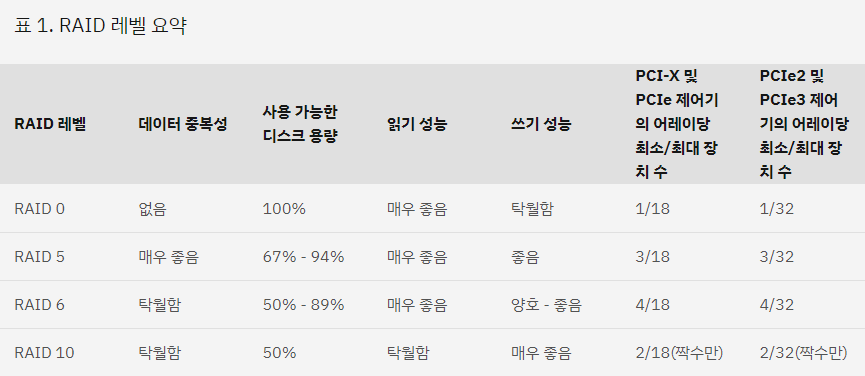 표 1. RAID 레벨 요약
RAID 레벨
데이터 중복성
사용 가능한
디스크 용량
읽기 성능
쓰기 성능
PCI-X 및
PCIe 제어기
의 어레이당
최소/최대 장
치 수
PCIe2 및
PCIe3 제어
기의 어레이당
최소/최대 장
치 수
RAID 0 없음 100% 매우 좋음 탁월함 1/18 1/32
RAID 5 매우 좋음 67% - 94% 매우 좋음 좋음 3/18 3/32
RAID 6 탁월함 50% - 89% 매우 좋음 양호 - 좋음 4/18 4/32
RAID 10 탁월함 50% 탁월함 매우 좋음 2/18(짝수만) 2/32(짝수만)